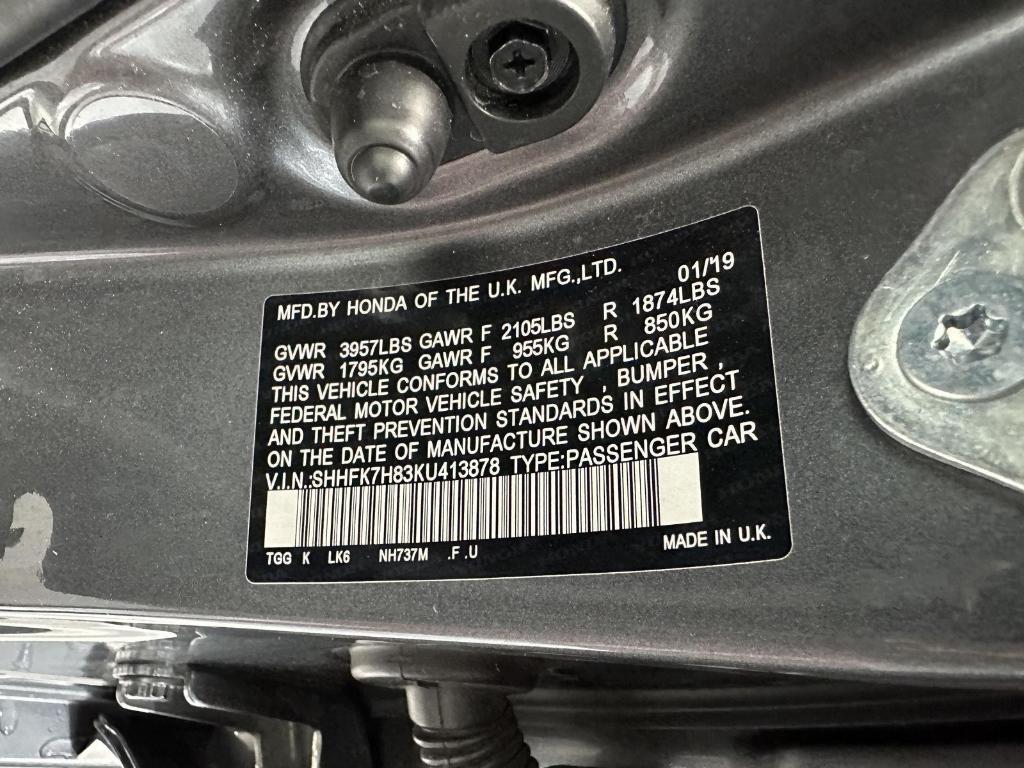 MFD.BY HONDA OF THE U.K. MFG.,LTD. 01/'19
GVWR 3957LBS GAWR F 2105LBS R 1874LBS
GVWR 1795KG GAWR F 955KG R 850KG
THIS VEHICLE CONFORMS TO ALL APPLICABLE
FEDERAL MOTOR VEHICLE SAFETY , BUMPER ,
AND THEFT PREVENTION STANDARDS IN EFFECT
ON THE DATE OF MANUFACTURE SHOWN ABOVE.
V.I.N.:SHHFK7H83KU413878 TYPE:PASSENGER CAR
TGG K LK6 NH737M .F .U MADE IN U.K.